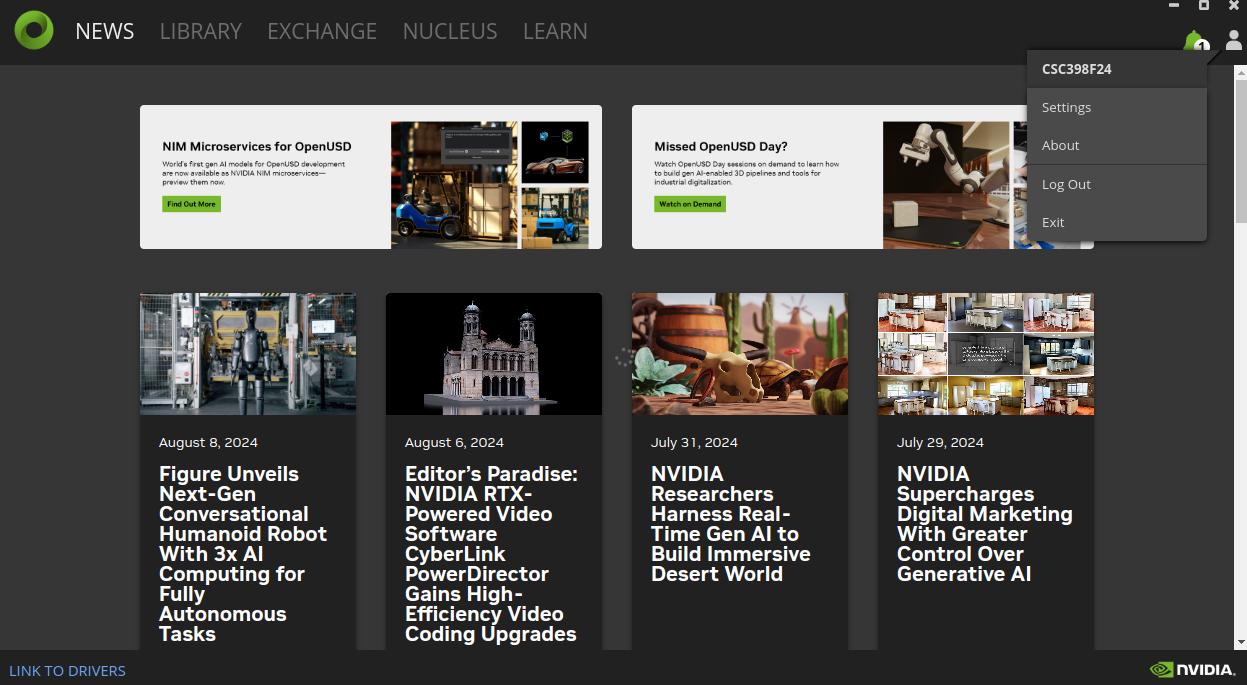 NEWS LIBRARY EXCHANGE NUCLEUS LEARN
1
CSC398F24
Settings
About
Log Out
Exit
NIM Microservices for OpenUSD
World's first gen AI models for OpenUSD development
are now available as NVIDIA NIM microservices—
preview them now.
Find Out More
Missed OpenUSD Day?
Watch OpenUSD Day sessions on demand to learn how
to build gen AI-enabled 3D pipelines and tools for
industrial digitalization.
Watch on Demand
August 8, 2024
Figure Unveils
Next-Gen
Conversational
Humanoid Robot
With 3x AI
Computing for
Fully
Autonomous
Tasks
August 6, 2024
Editor's Paradise:
NVIDIA RTX-
Powered Video
Software
CyberLink
PowerDirector
Gains High-
Efficiency Video
Coding Upgrades
July 31, 2024
NVIDIA
Researchers
Harness Real-
Time Gen AI to
Build Immersive
Desert World
July 29, 2024
NVIDIA
Supercharges
Digital Marketing
With Greater
Control Over
Generative AI
LINK TO DRIVERS
NVIDIA.